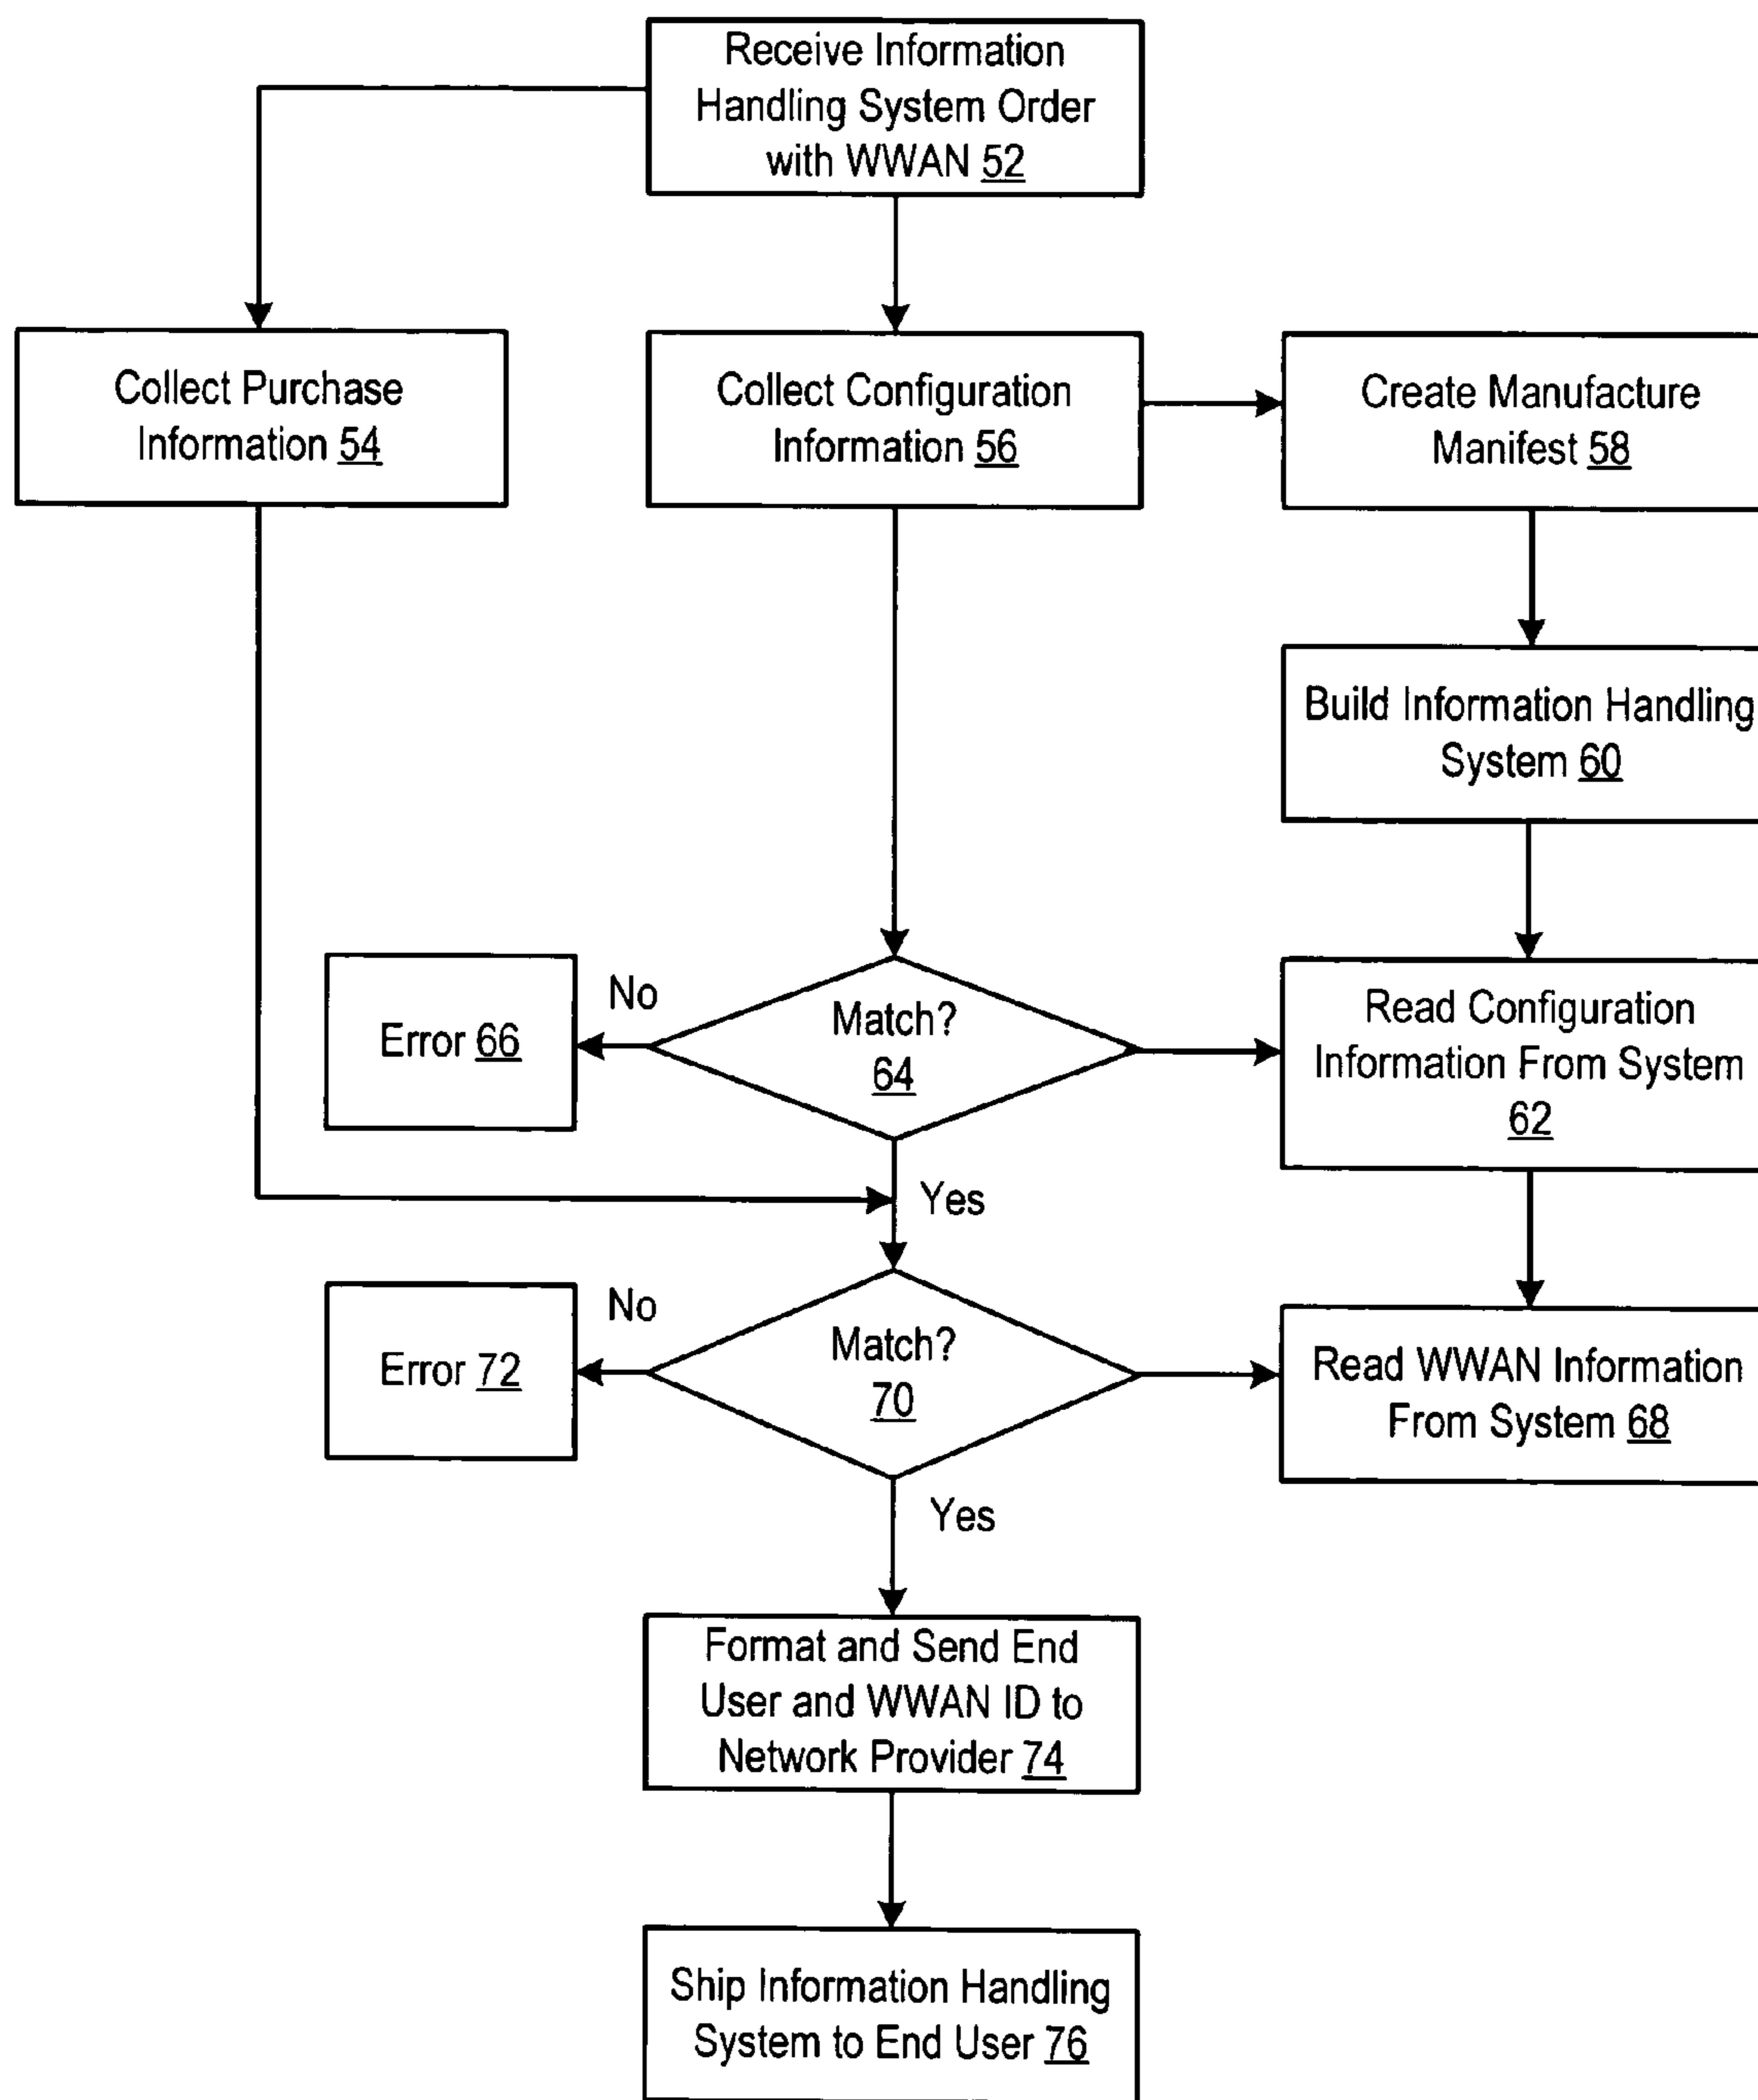 Receive Information
Handling System Order
with WWAN 52
Collect Purchase
Information 54
Collect Configuration
Information 56
Create Manufacture
Manifest 58
Build Information Handling
System 60
No
Error 66
Match?
64
Read Configuration
Information From System
62
Yes
No
Error 72
Match?
70
Read WWAN Information
From System 68
Yes
Format and Send End
User and WWAN ID to
Network Provider 74
Ship Information Handling
System to End User 76